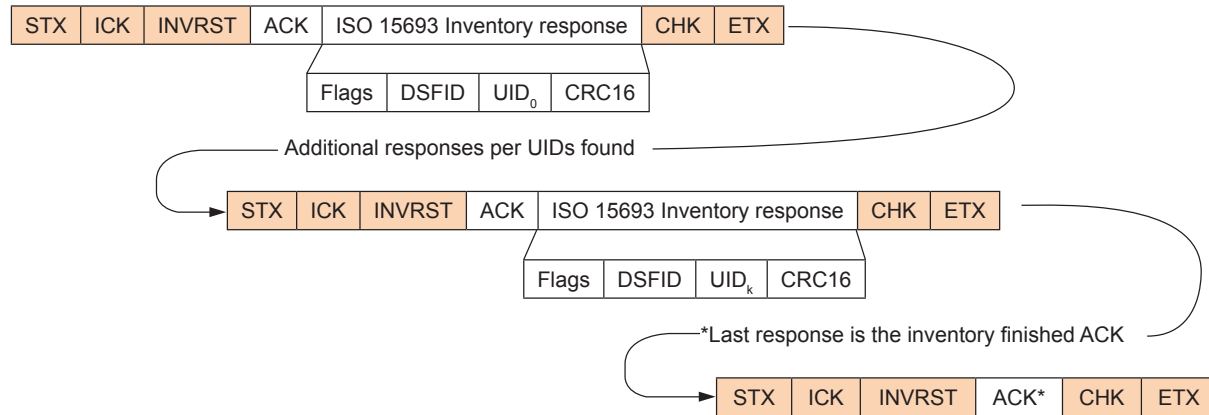 STX ICK INVRST ACK ISO 15693 Inventory response CHK ETX
Flags DSFID UID0 CRC16
Additional responses per UIDs found
STX ICK INVRST ACK ISO 15693 Inventory response CHK ETX
Flags DSFID UIDk CRC16
*Last response is the inventory finished ACK
STX ICK INVRST ACK* CHK ETX